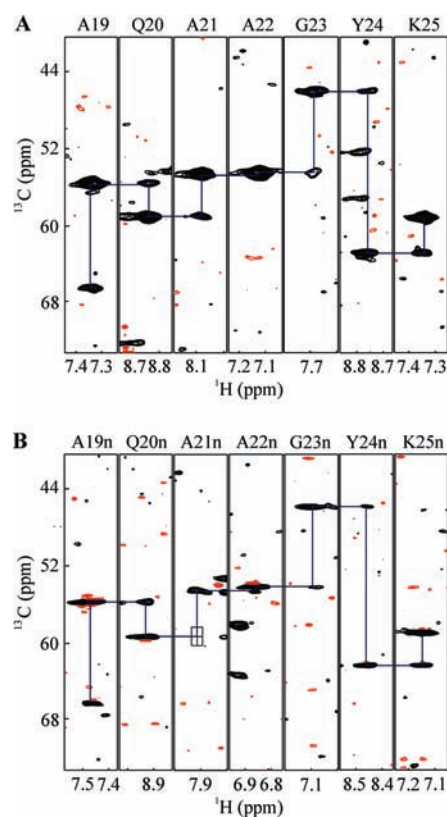 A
A19 Q20 A21 A22 G23 Y24 K25
44
52
60
68
¹³C (ppm)
7.4 7.3 8.7 8.8 8.1 7.2 7.1 7.7 8.8 8.7 7.4 7.3
¹H (ppm)
B
A19n Q20n A21n A22n G23n Y24n K25n
44
52
60
68
¹³C (ppm)
7.5 7.4 8.9 7.9 6.9 6.8 7.1 8.5 8.4 7.2 7.1
¹H (ppm)